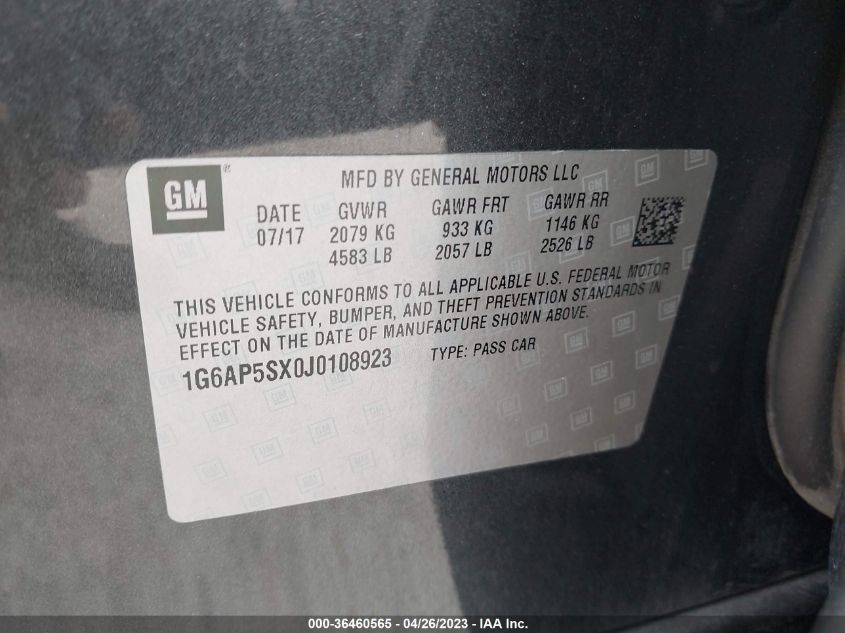 GM
MFD BY GENERAL MOTORS LLC
DATE GVWR GAWR FRT GAWR RR
07/17 2079 KG 933 KG 1146 KG
4583 LB 2057 LB 2526 LB
THIS VEHICLE CONFORMS TO ALL APPLICABLE U.S. FEDERAL MOTOR
VEHICLE SAFETY, BUMPER, AND THEFT PREVENTION STANDARDS IN
EFFECT ON THE DATE OF MANUFACTURE SHOWN ABOVE.
1G6AP5SX0J0108923 TYPE: PASS CAR
000-36460565 - 04/26/2023 - IAA Inc.